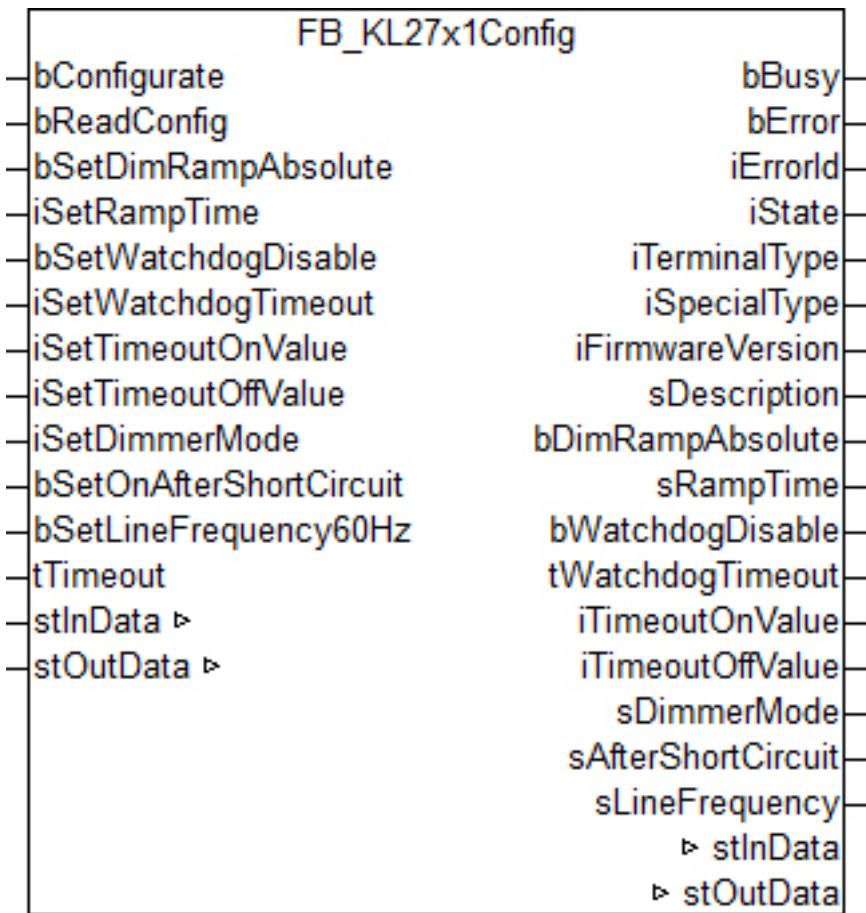 FB_KL27x1Config
bConfigurate bBusy
bReadConfig bError
bSetDimRampAbsolute iErrorId
iSetRampTime iState
bSetWatchdogDisable iTerminalType
iSetWatchdogTimeout iSpecialType
iSetTimeoutOnValue iFirmwareVersion
iSetTimeoutOffValue sDescription
iSetDimmerMode bDimRampAbsolute
bSetOnAfterShortCircuit sRampTime
bSetLineFrequency60Hz bWatchdogDisable
tTimeout tWatchdogTimeout
stInData ▹ iTimeoutOnValue
stOutData ▹ iTimeoutOffValue
sDimmerMode
sAfterShortCircuit
sLineFrequency
▹ stInData
▹ stOutData